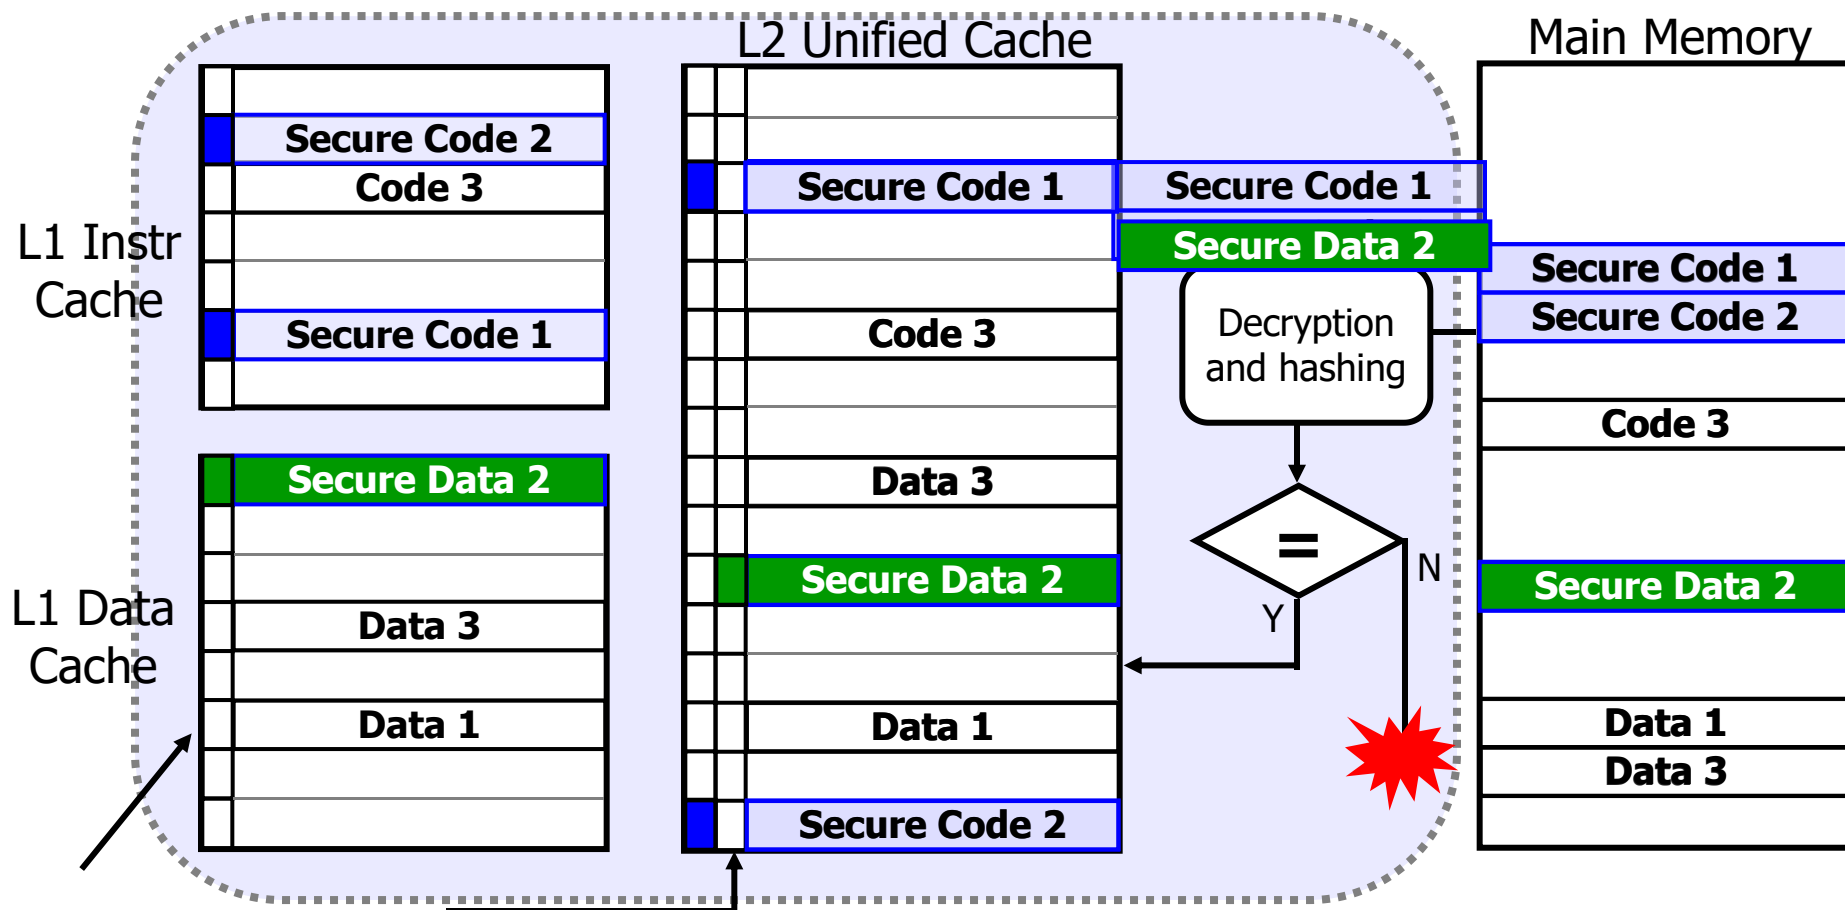 L2 Unified Cache
Main Memory
L1 Instr
Cache
Secure Code 2
Code 3
Secure Code 1
L1 Data
Cache
Secure Data 2
Data 3
Data 1
Secure Code 1
Code 3
Data 3
Secure Data 2
Data 1
Secure Code 2
Secure Code 1
Secure Data 2
Decryption
and hashing
=
N
Y
Secure Code 1
Secure Code 2
Code 3
Secure Data 2
Data 1
Data 3